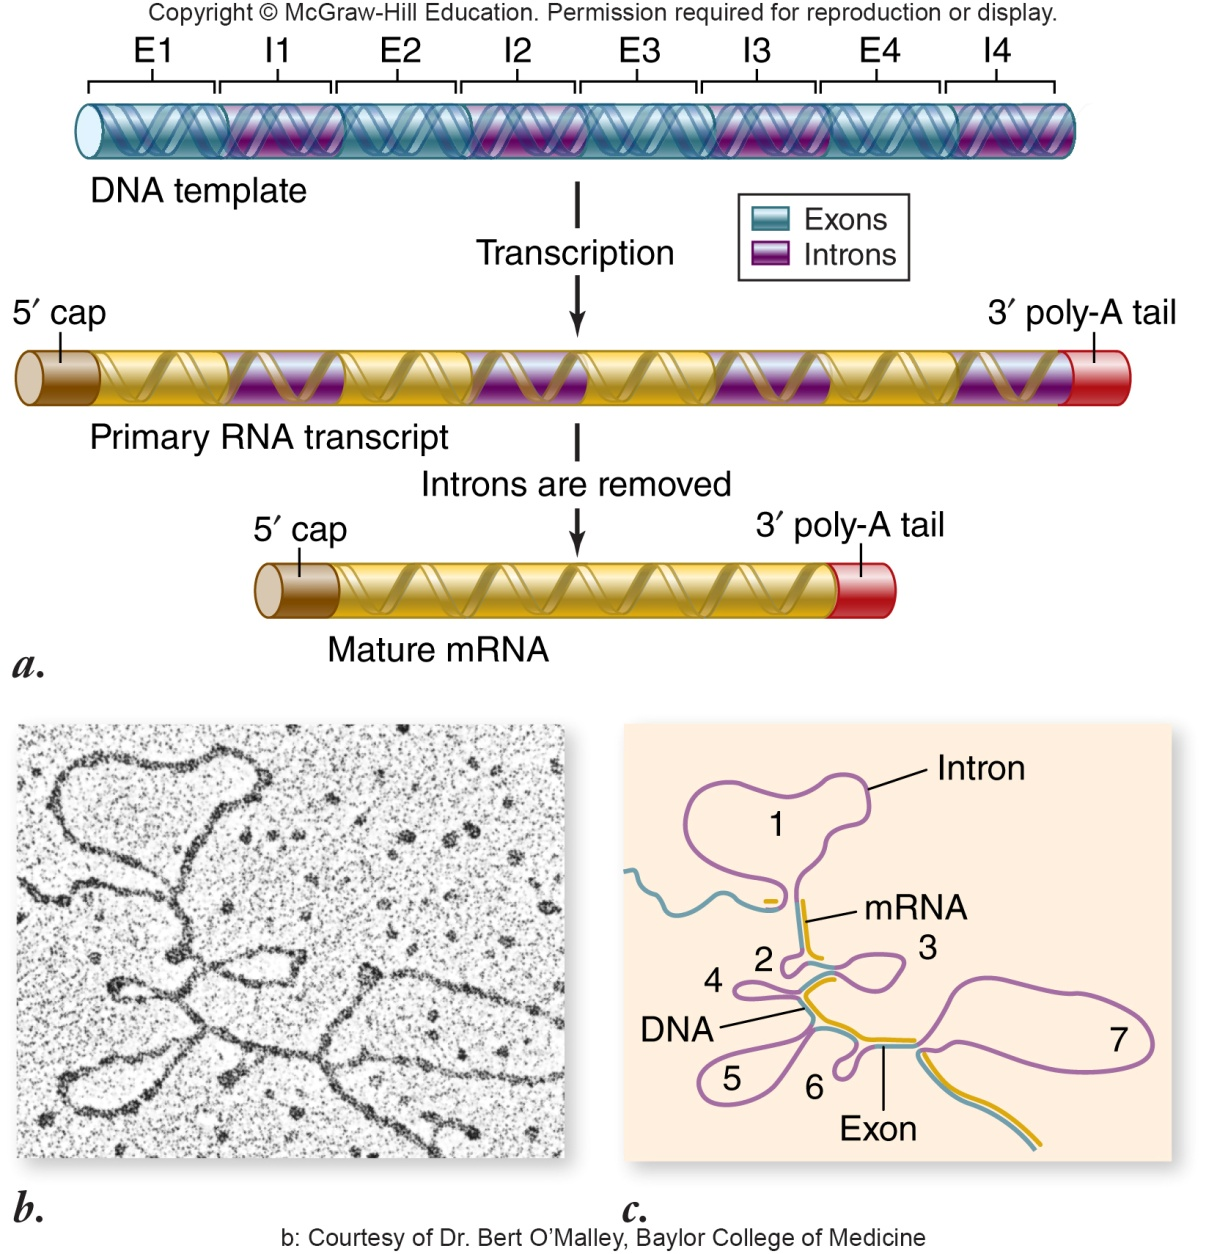 Copyright © McGraw-Hill Education. Permission required for reproduction or display.
E1 I1 E2 I2 E3 I3 E4 I4
DNA template
Exons
Transcription
Introns
5′ cap
3′ poly-A tail
Primary RNA transcript
Introns are removed
5′ cap
3′ poly-A tail
Mature mRNA
a.
Intron
1
mRNA
2
3
4
DNA
5
6
7
Exon
b.
c.
b: Courtesy of Dr. Bert O’Malley, Baylor College of Medicine